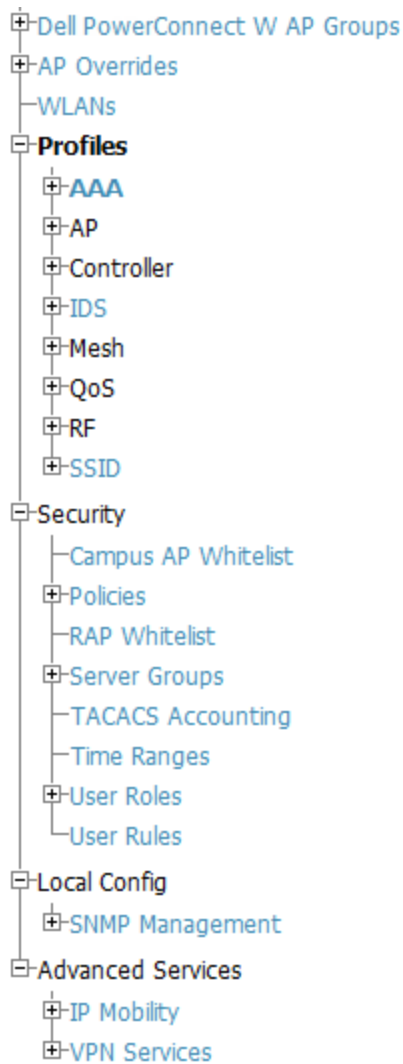 Dell PowerConnect W AP Groups
AP Overrides
WLANs
Profiles
AAA
AP
Controller
IDS
Mesh
QoS
RF
SSID
Security
Campus AP Whitelist
Policies
RAP Whitelist
Server Groups
TACACS Accounting
Time Ranges
User Roles
User Rules
Local Config
SNMP Management
Advanced Services
IP Mobility
VPN Services